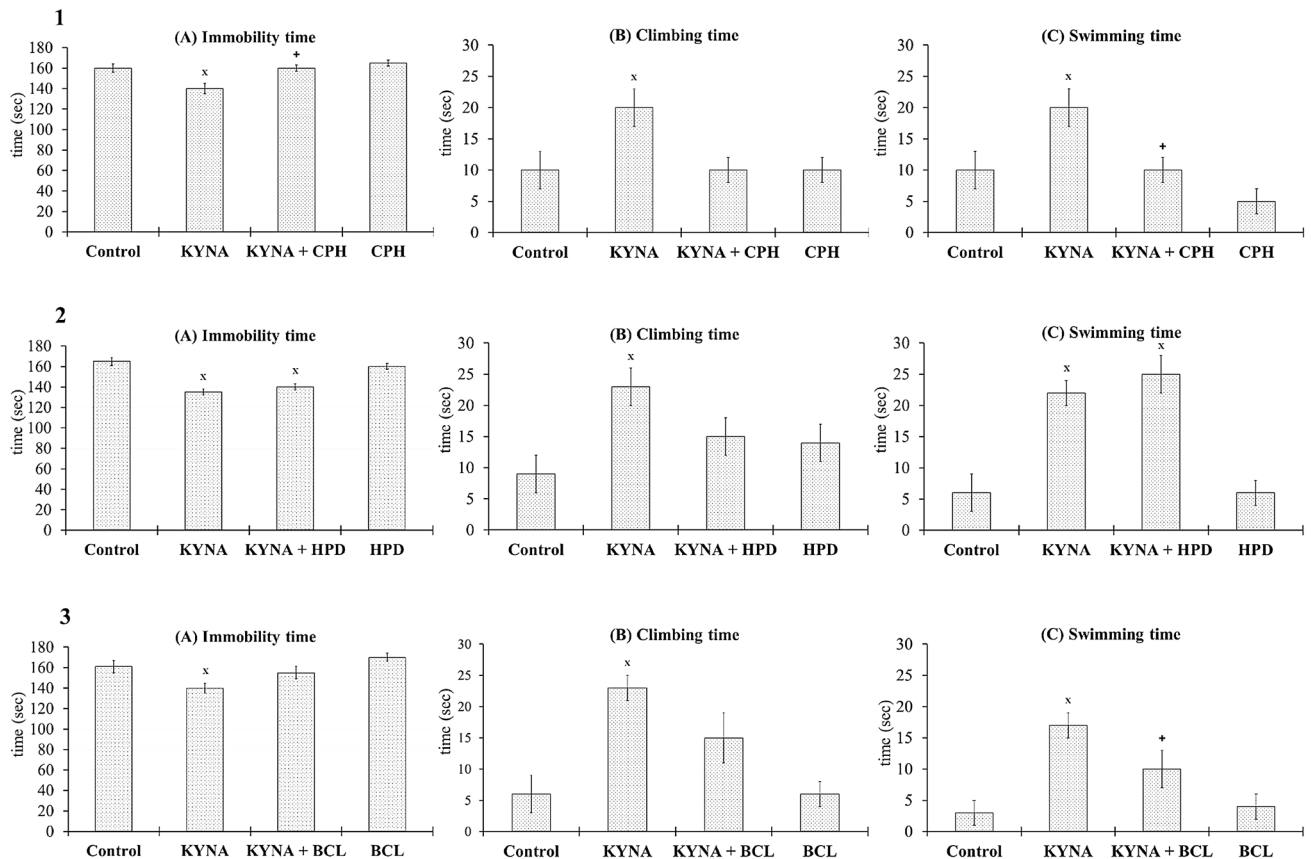 1
(A) Immobility time
time (sec)
180
160
140
120
100
80
60
40
20
0
x
+
Control KYNA KYNA + CPH CPH
(B) Climbing time
time (sec)
30
25
20
15
10
5
0
x
Control KYNA KYNA + CPH CPH
(C) Swimming time
time (sec)
30
25
20
15
10
5
0
x
+
Control KYNA KYNA + CPH CPH
2
(A) Immobility time
time (sec)
180
160
140
120
100
80
60
40
20
0
x
x
Control KYNA KYNA + HPD HPD
(B) Climbing time
time (sec)
30
25
20
15
10
5
0
x
Control KYNA KYNA + HPD HPD
(C) Swimming time
time (sec)
30
25
20
15
10
5
0
x
x
Control KYNA KYNA + HPD HPD
3
(A) Immobility time
time (sec)
180
160
140
120
100
80
60
40
20
0
x
Control KYNA KYNA + BCL BCL
(B) Climbing time
time (sec)
30
25
20
15
10
5
0
x
Control KYNA KYNA + BCL BCL
(C) Swimming time
time (sec)
30
25
20
15
10
5
0
x
+
Control KYNA KYNA + BCL BCL